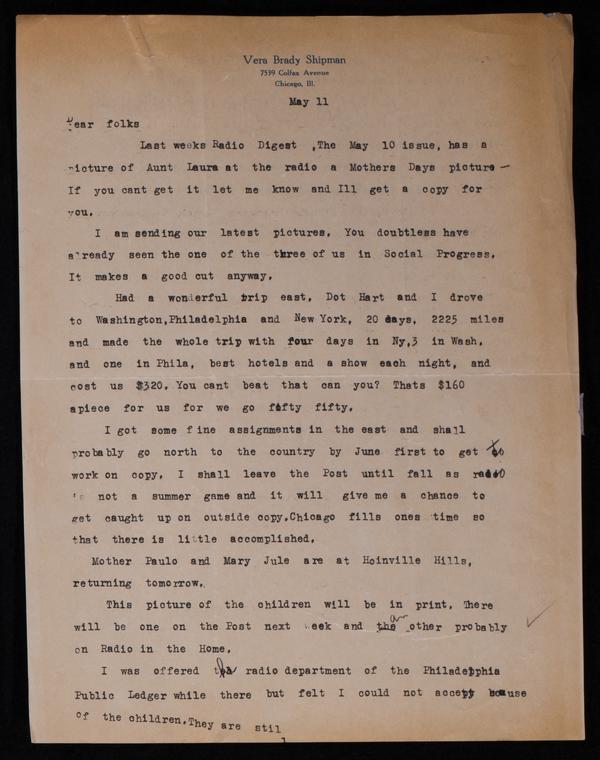 Vera Brady Shipman
7539 Colfax Avenue
Chicago, Ill.
May 11
Dear folks
Last weeks Radio Digest ,The May 10 issue, has a
picture of Aunt Laura at the radio a Mothers Days picture —
If you cant get it let me know and Ill get a copy for
you.
I am sending our latest pictures. You doubtless have
already seen the one of the three of us in Social Progress.
It makes a good cut anyway.
Had a wonderful trip east. Dot Hart and I drove
to Washington,Philadelphia and New York. 20 days. 2225 miles
and made the whole trip with four days in Ny,3 in Wash.
and one in Phila, best hotels and a show each night, and
cost us $320. You cant beat that can you? Thats $160
apiece for us for we go fifty fifty.
I got some fine assignments in the east and shall
probably go north to the country by June first to get to
work on copy. I shall leave the Post until fall as radio
is not a summer game and it will give me a chance to
get caught up on outside copy.Chicago fills ones time so
that there is little accomplished.
Mother Paulo and Mary Jule are at Hoinville Hills,
returning tomorrow.
This picture of the children will be in print. There
will be one on the Post next week and the an other probably
on Radio in the Home.
I was offered the radio department of the Philadelphia
Public Ledger while there but felt I could not accept
of the children.They are stil